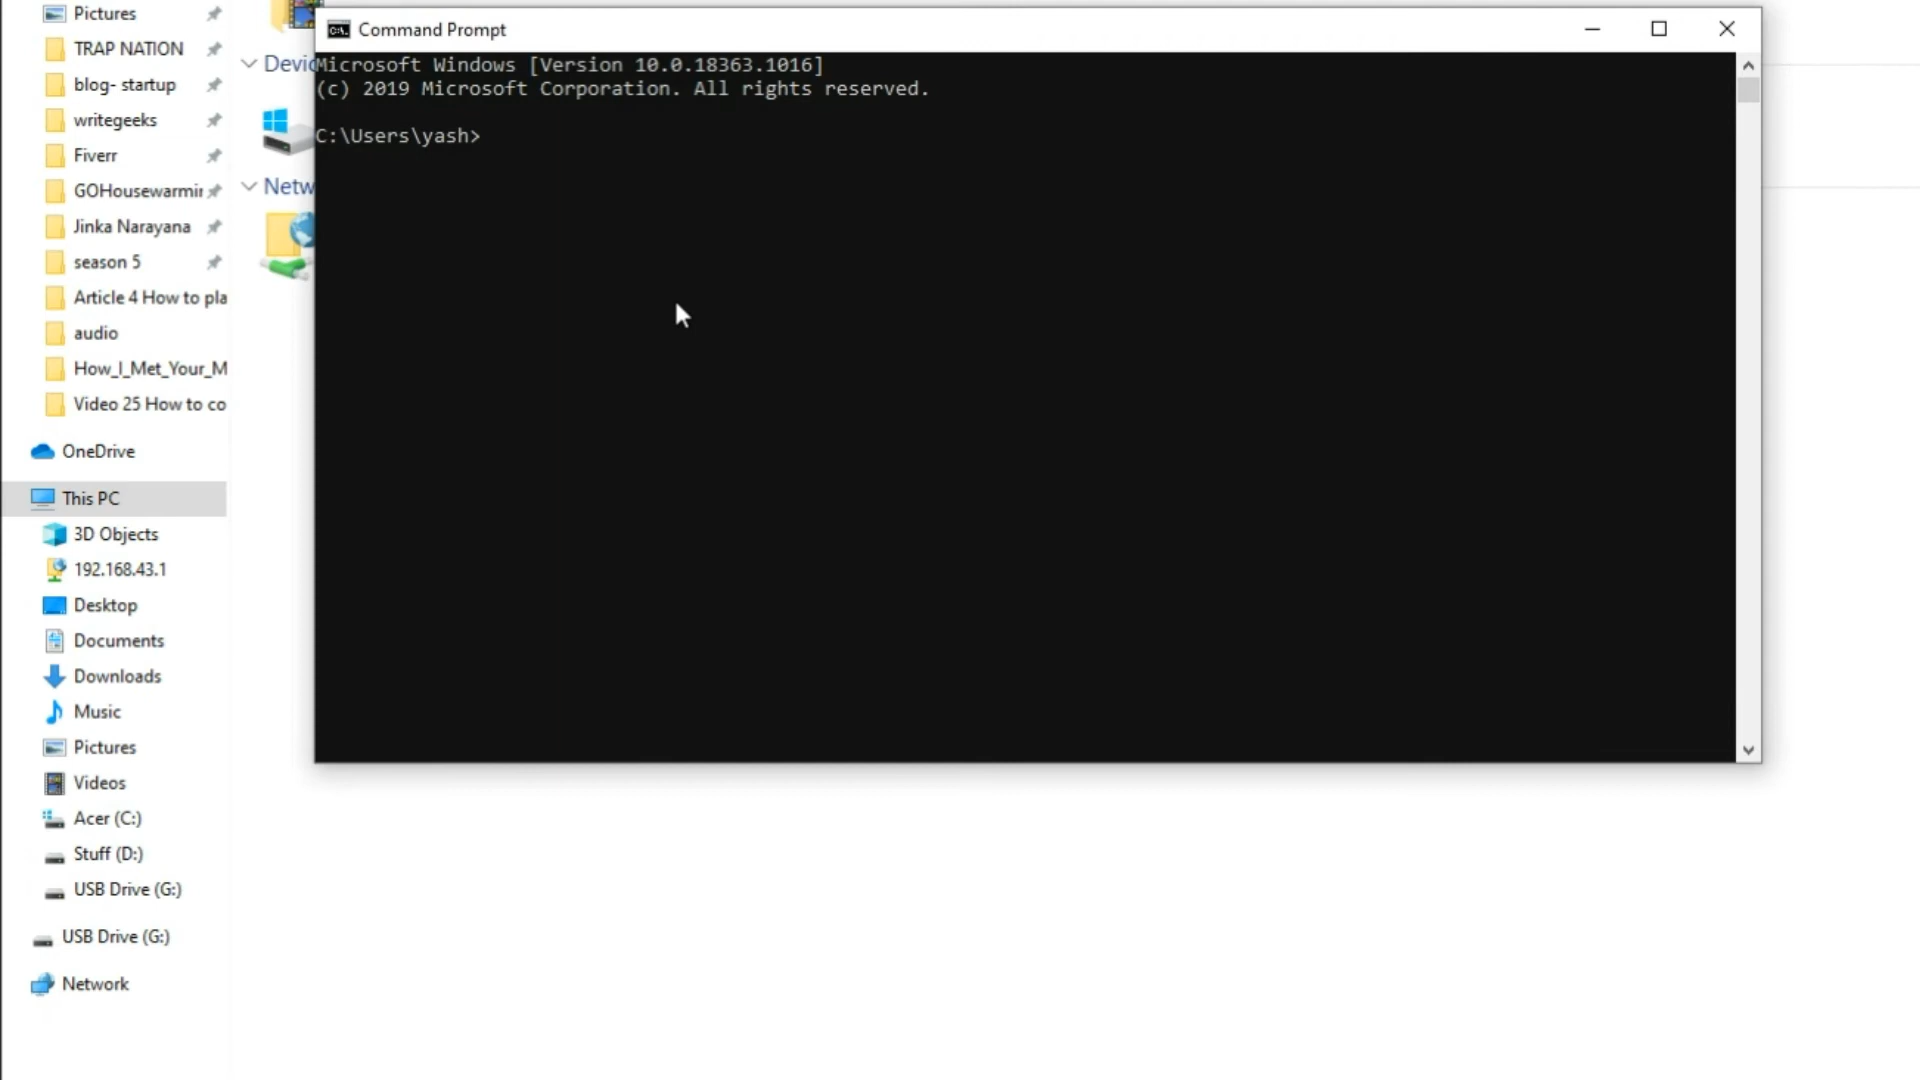 Pictures
TRAP NATION
blog- startup
writegeeks
Fiverr
GOHousewarmir
Jinka Narayana
season 5
Article 4 How to pla
audio
How_I_Met_Your_M
Video 25 How to co
OneDrive
This PC
3D Objects
192.168.43.1
Desktop
Documents
Downloads
Music
Pictures
Videos
Acer (C:)
Stuff (D:)
USB Drive (G:)
USB Drive (G:)
Network
Devic
Netw
Command Prompt
Microsoft Windows [Version 10.0.18363.1016]
(c) 2019 Microsoft Corporation. All rights reserved.
C:\Users\yash>